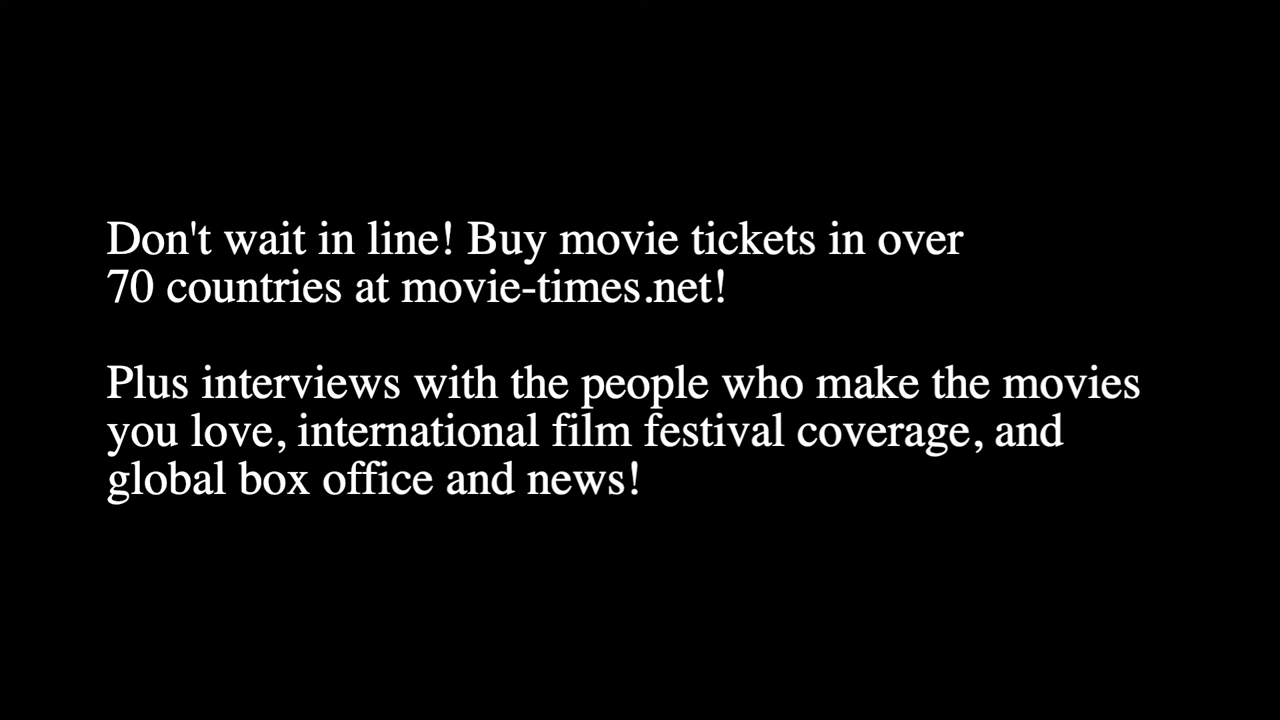 Don't wait in line! Buy movie tickets in over
70 countries at movie-times.net!
Plus interviews with the people who make the movies
you love, international film festival coverage, and
global box office and news!